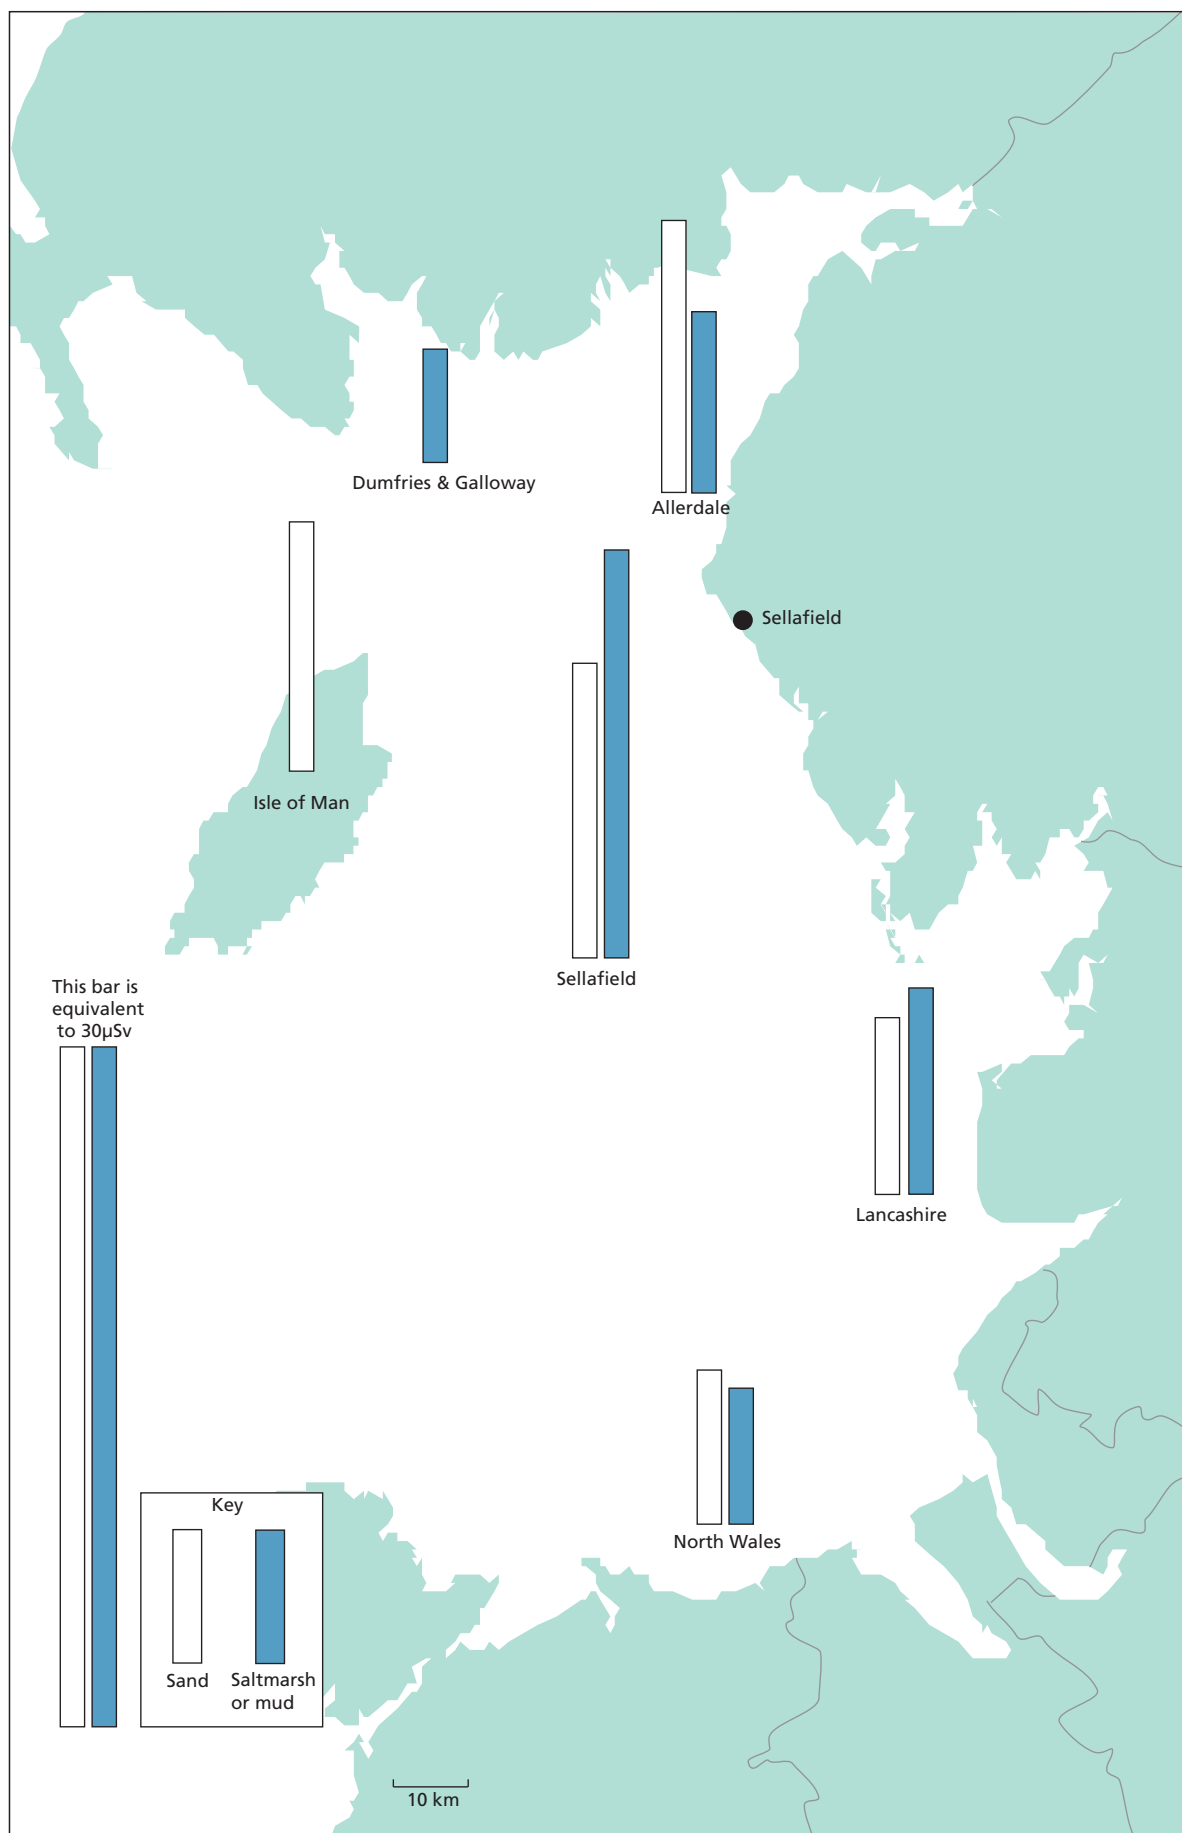 Dumfries & Galloway
Allerdale
Sellafield
Isle of Man
Sellafield
This bar is
equivalent
to 30µSv
Lancashire
North Wales
Key
Sand
Saltmarsh
or mud
10 km